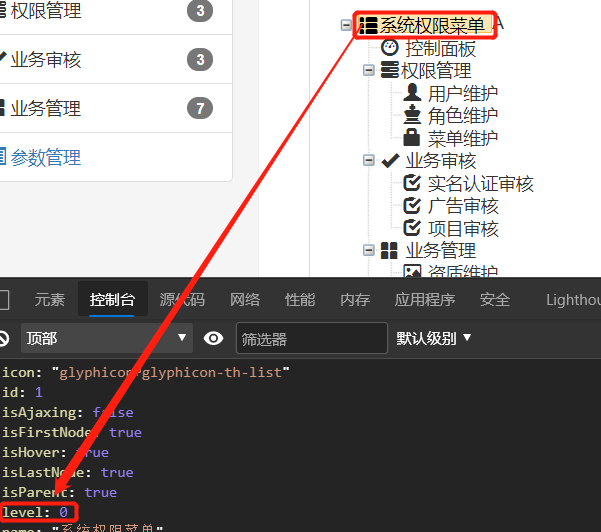 权限管理 3
业务审核 3
业务管理 7
参数管理
系统权限菜单 A
控制面板
权限管理
用户维护
角色维护
菜单维护
业务审核
实名认证审核
广告审核
项目审核
业务管理
资质维护
元素 控制台 源代码 网络 性能 内存 应用程序 安全 Lighthou
顶部 筛选器 默认级别
icon: "glyphicon glyphicon-th-list"
id: 1
isAjaxing: false
isFirstNode: true
isHover: true
isLastNode: true
isParent: true
level: 0
name: "系统权限菜单"